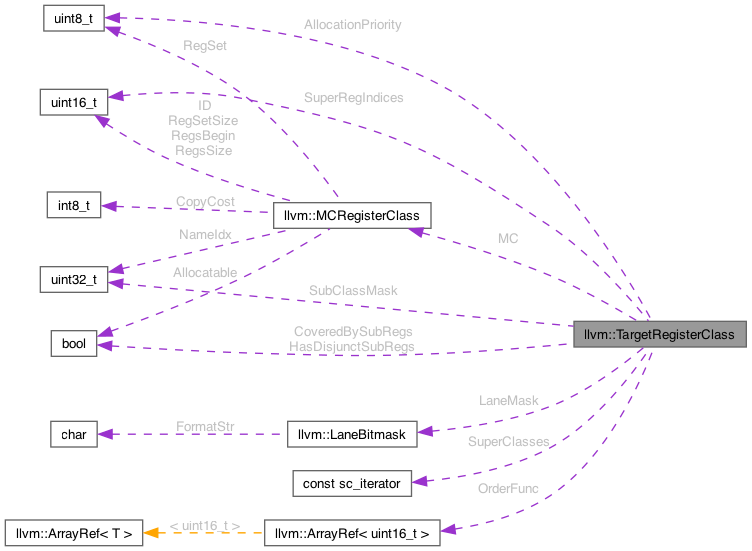 uint8_t
AllocationPriority
RegSet
uint16_t
SuperRegIndices
ID
RegSetSize
RegsBegin
RegsSize
int8_t
CopyCost
llvm::MCRegisterClass
NameIdx
MC
uint32_t
Allocatable
SubClassMask
bool
CoveredBySubRegs
HasDisjunctSubRegs
llvm::TargetRegisterClass
LaneMask
char
FormatStr
llvm::LaneBitmask
SuperClasses
const sc_iterator
OrderFunc
llvm::ArrayRef< T >
< uint16_t >
llvm::ArrayRef< uint16_t >